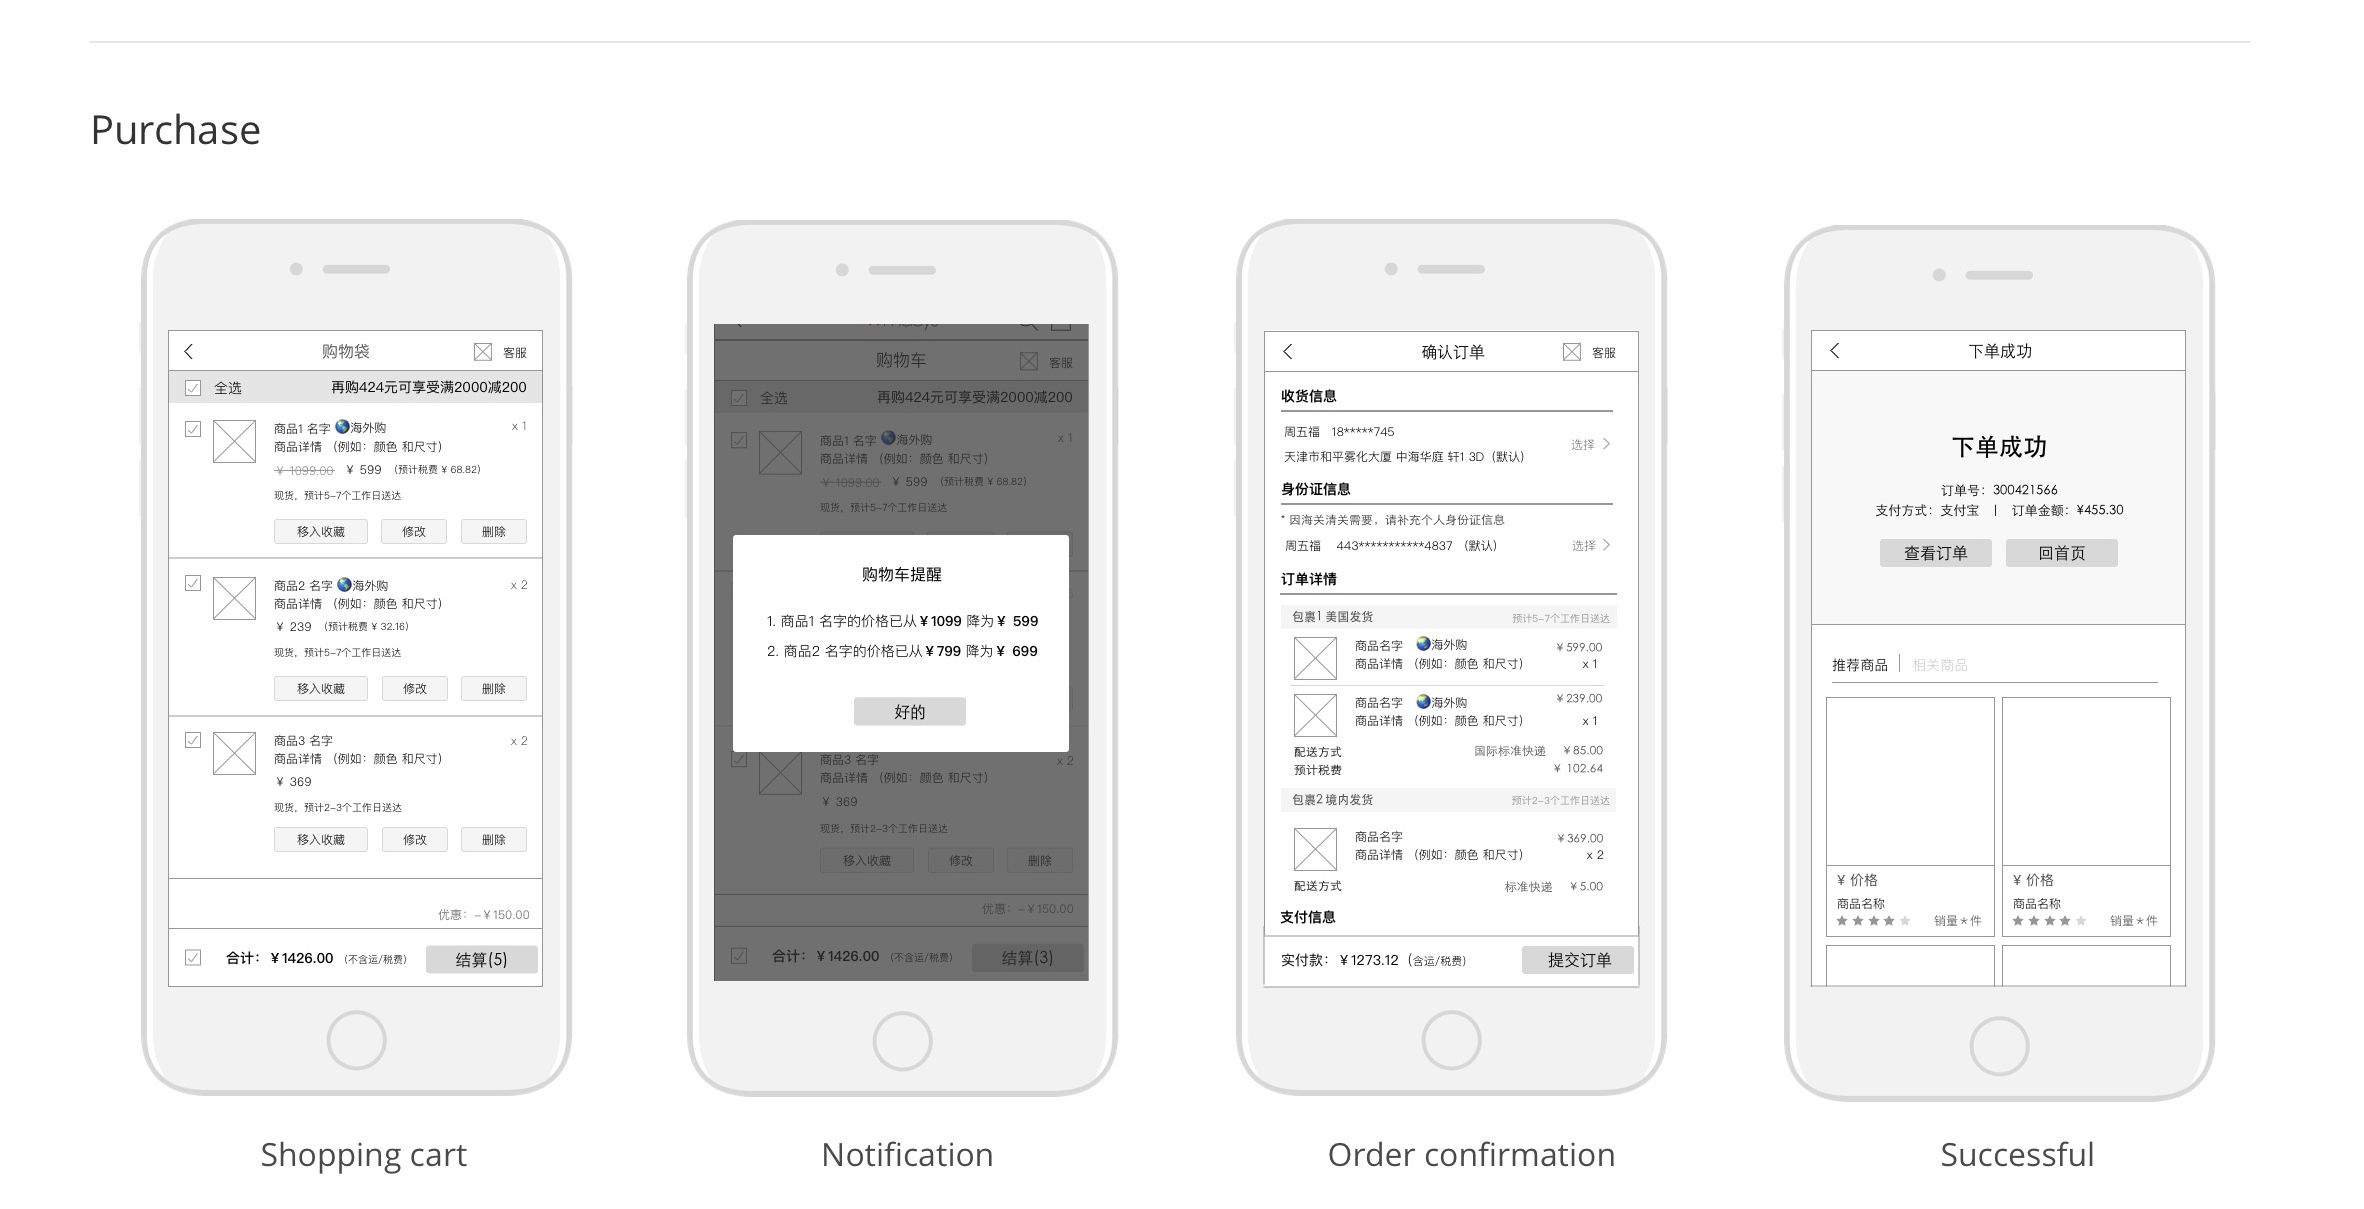 Purchase
购物袋
客服
全选
再购424元可享受满2000减200
商品1 名字 海外购
x 1
商品详情 （例如：颜色 和尺寸）
¥ 1099.00 ¥ 599 （预计税费 ¥ 68.82）
现货，预计5-7个工作日送达
移入收藏
修改
删除
商品2 名字 海外购
x 2
商品详情 （例如：颜色 和尺寸）
¥ 239 （预计税费 ¥ 32.16）
现货，预计5-7个工作日送达
移入收藏
修改
删除
商品3 名字
x 2
商品详情 （例如：颜色 和尺寸）
¥ 369
现货，预计2-3个工作日送达
移入收藏
修改
删除
优惠：-¥150.00
合计：¥1426.00 （不含运/税费）
结算(5)
Shopping cart
购物车
客服
全选
再购424元可享受满2000减200
商品1 名字 海外购
x 1
商品详情 （例如：颜色 和尺寸）
¥ 1099.00 ¥ 599 （预计税费 ¥ 68.82）
现货，预计5-7个工作日送达
购物车提醒
1. 商品1 名字的价格已从¥1099 降为¥ 599
2. 商品2 名字的价格已从¥799 降为¥ 699
好的
商品3 名字
x 2
商品详情 （例如：颜色 和尺寸）
¥ 369
现货，预计2-3个工作日送达
移入收藏
修改
删除
优惠：-¥150.00
合计：¥1426.00 （不含运/税费）
结算(3)
Notification
确认订单
客服
收货信息
周五福 18*****745
天津市和平雾化大厦 中海华庭 轩1 3D（默认）
选择
身份证信息
* 因海关清关需要，请补充个人身份证信息
周五福 443***********4837 （默认）
选择
订单详情
包裹1 美国发货
预计5-7个工作日送达
商品名字 海外购
¥599.00
商品详情 （例如：颜色 和尺寸）
x 1
商品名字 海外购
¥239.00
商品详情 （例如：颜色 和尺寸）
x 1
配送方式
国际标准快递 ¥85.00
预计税费
¥ 102.64
包裹2 境内发货
预计2-3个工作日送达
商品名字
¥369.00
商品详情 （例如：颜色 和尺寸）
x 2
配送方式
标准快递 ¥5.00
支付信息
实付款：¥1273.12（含运/税费）
提交订单
Order confirmation
下单成功
下单成功
订单号：300421566
支付方式：支付宝 | 订单金额：¥455.30
查看订单
回首页
推荐商品
相关商品
¥ 价格
商品名称
销量*件
¥ 价格
商品名称
销量*件
Successful